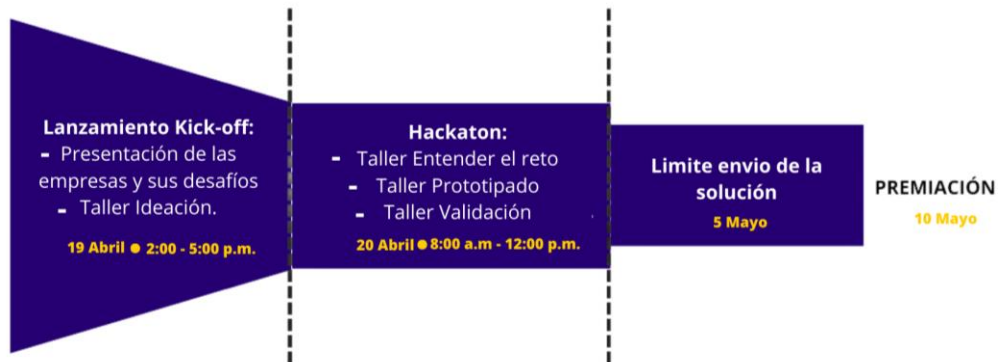 Lanzamiento Kick-off:
- Presentación de las
empresas y sus desafíos
- Taller Ideación.
19 Abril ● 2:00 - 5:00 p.m.
Hackaton:
- Taller Entender el reto
- Taller Prototipado
- Taller Validación
20 Abril ● 8:00 a.m - 12:00 p.m.
Limite envio de la
solución
5 Mayo
PREMIACIÓN
10 Mayo